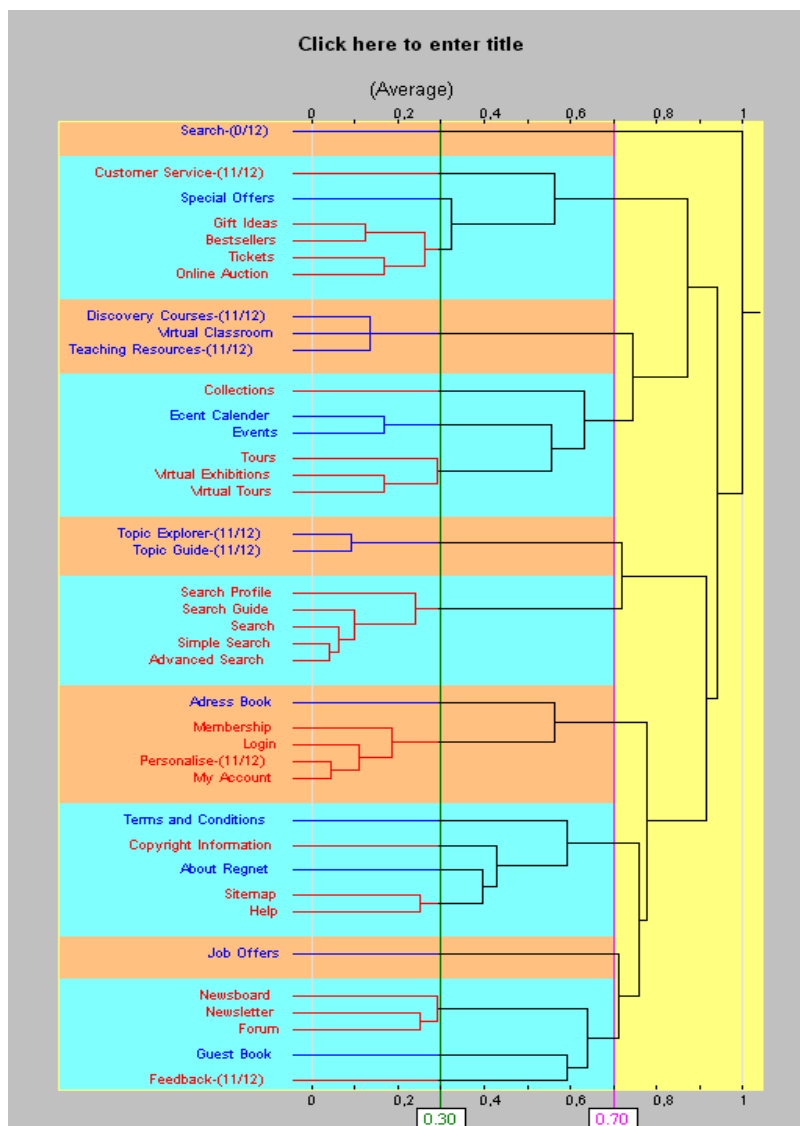 Click here to enter title
(Average)
0 0,2 0,4 0,6 0,8 1
Search-(0/12)
Customer Service-(11/12)
Special Offers
Gift Ideas
Bestsellers
Tickets
Online Auction
Discovery Courses-(11/12)
Virtual Classroom
Teaching Resources-(11/12)
Collections
Ecent Calender
Events
Tours
Virtual Exhibitions
Virtual Tours
Topic Explorer-(11/12)
Topic Guide-(11/12)
Search Profile
Search Guide
Search
Simple Search
Advanced Search
Adress Book
Membership
Login
Personalise-(11/12)
My Account
Terms and Conditions
Copyright Information
About Regnet
Sitemap
Help
Job Offers
Newsboard
Newsletter
Forum
Guest Book
Feedback-(11/12)
0 0,2 0,4 0,6 0,8 1
0.30 0.70